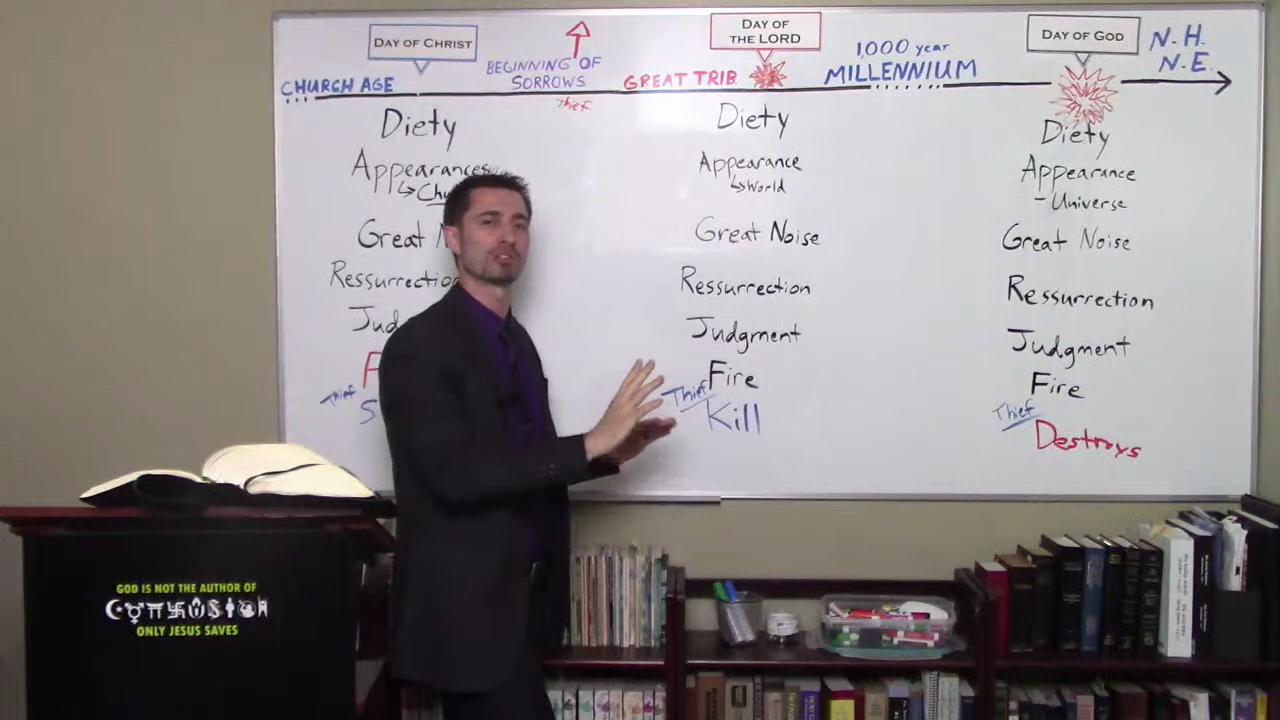 DAY OF CHRIST
DAY OF
THE LORD
DAY OF GOD
N.H.
N.E.
CHURCH AGE
BEGINNING OF
SORROWS
Thief
GREAT TRIB
1,000 year
MILLENNIUM
Diety
Appearances
Great
Ressurrection
Thief
Diety
Appearance
World
Great Noise
Ressurrection
Judgment
Fire
Thief
Kill
Diety
Appearance
- Universe
Great Noise
Ressurrection
Judgment
Fire
Thief
Destroys
GOD IS NOT THE AUTHOR OF
ONLY JESUS SAVES